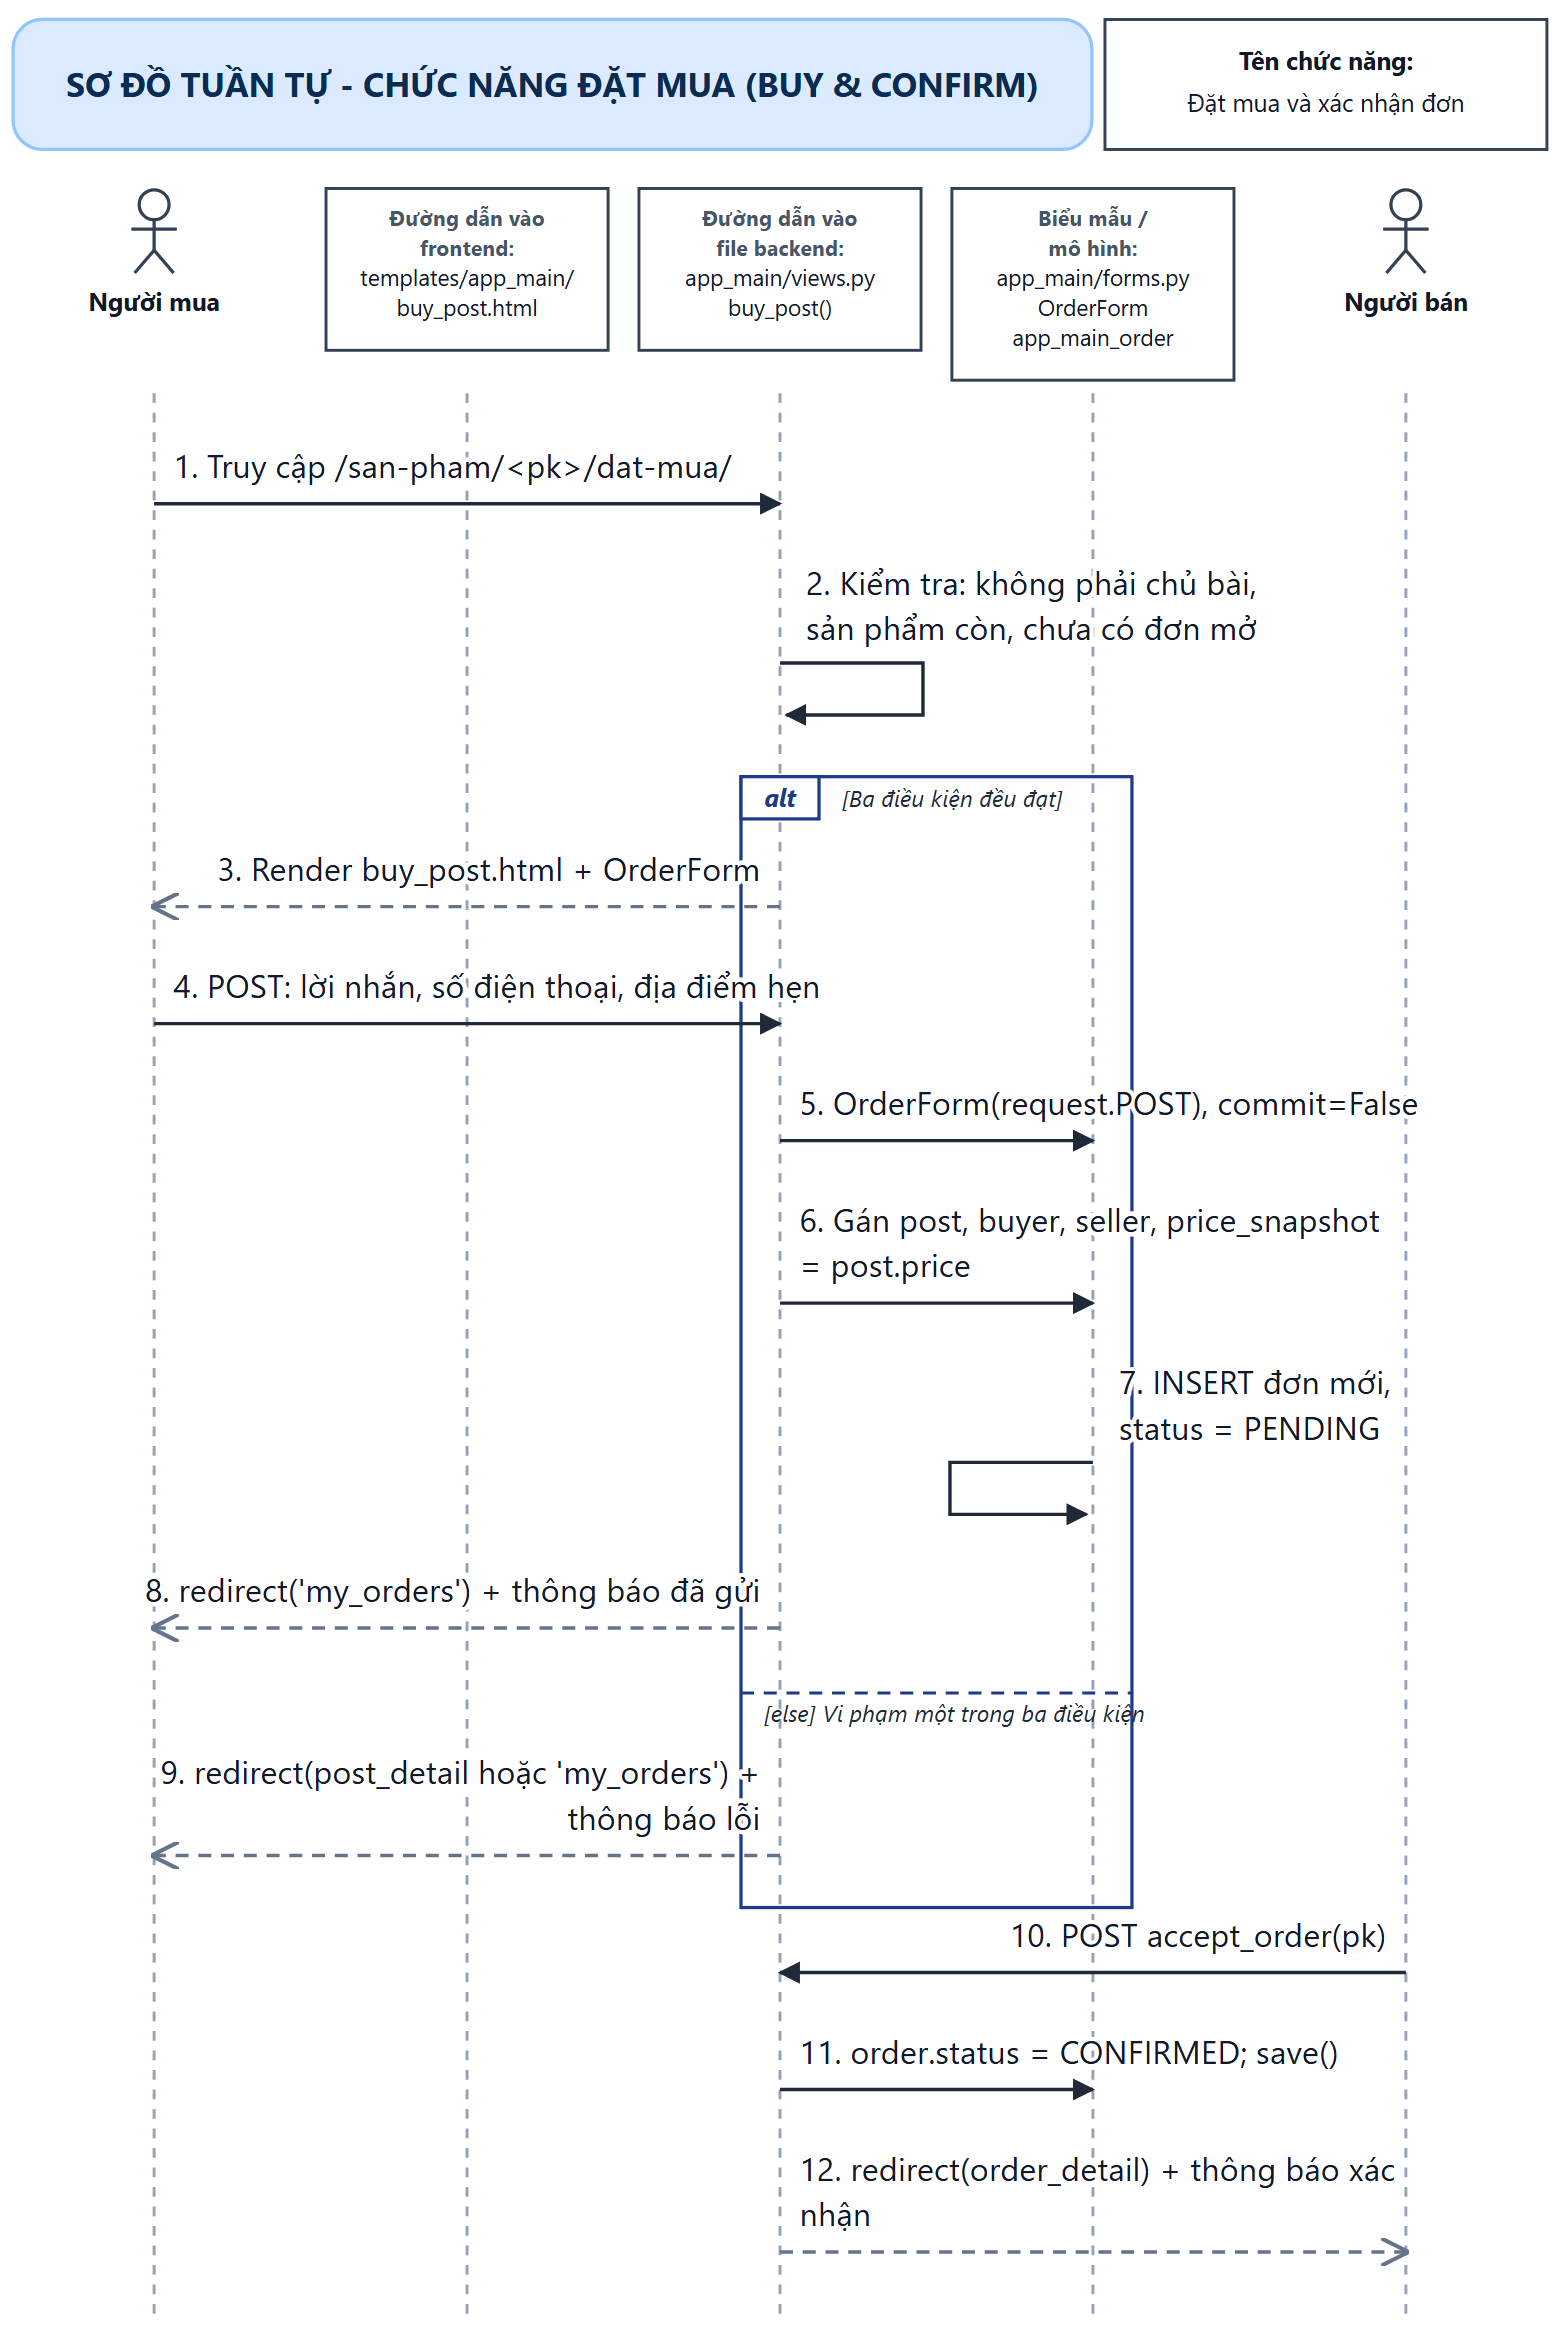 SƠ ĐỒ TUẦN TỰ - CHỨC NĂNG ĐẶT MUA (BUY & CONFIRM)
Tên chức năng:
Đặt mua và xác nhận đơn
Người mua
Đường dẫn vào
frontend:
templates/app_main/
buy_post.html
Đường dẫn vào
file backend:
app_main/views.py
buy_post()
Biểu mẫu /
mô hình:
app_main/forms.py
OrderForm
app_main_order
Người bán
1. Truy cập /san-pham/<pk>/dat-mua/
2. Kiểm tra: không phải chủ bài,
sản phẩm còn, chưa có đơn mở
alt
[Ba điều kiện đều đạt]
3. Render buy_post.html + OrderForm
4. POST: lời nhắn, số điện thoại, địa điểm hẹn
5. OrderForm(request.POST), commit=False
6. Gán post, buyer, seller, price_snapshot
= post.price
7. INSERT đơn mới,
status = PENDING
8. redirect('my_orders') + thông báo đã gửi
[else] Vi phạm một trong ba điều kiện
9. redirect(post_detail hoặc 'my_orders') +
thông báo lỗi
10. POST accept_order(pk)
11. order.status = CONFIRMED; save()
12. redirect(order_detail) + thông báo xác
nhận